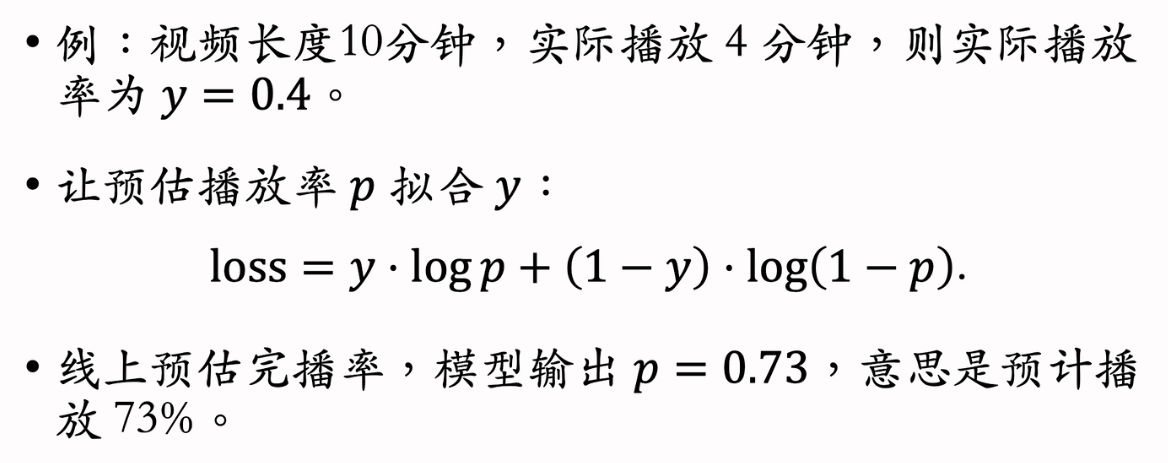 • 例：视频长度10分钟，实际播放 4 分钟，则实际播放
率为 y = 0.4 。
• 让预估播放率 p 拟合 y：
loss = y · log p + (1 − y) · log(1 − p).
• 线上预估完播率，模型输出 p = 0.73，意思是预计播
放 73% 。